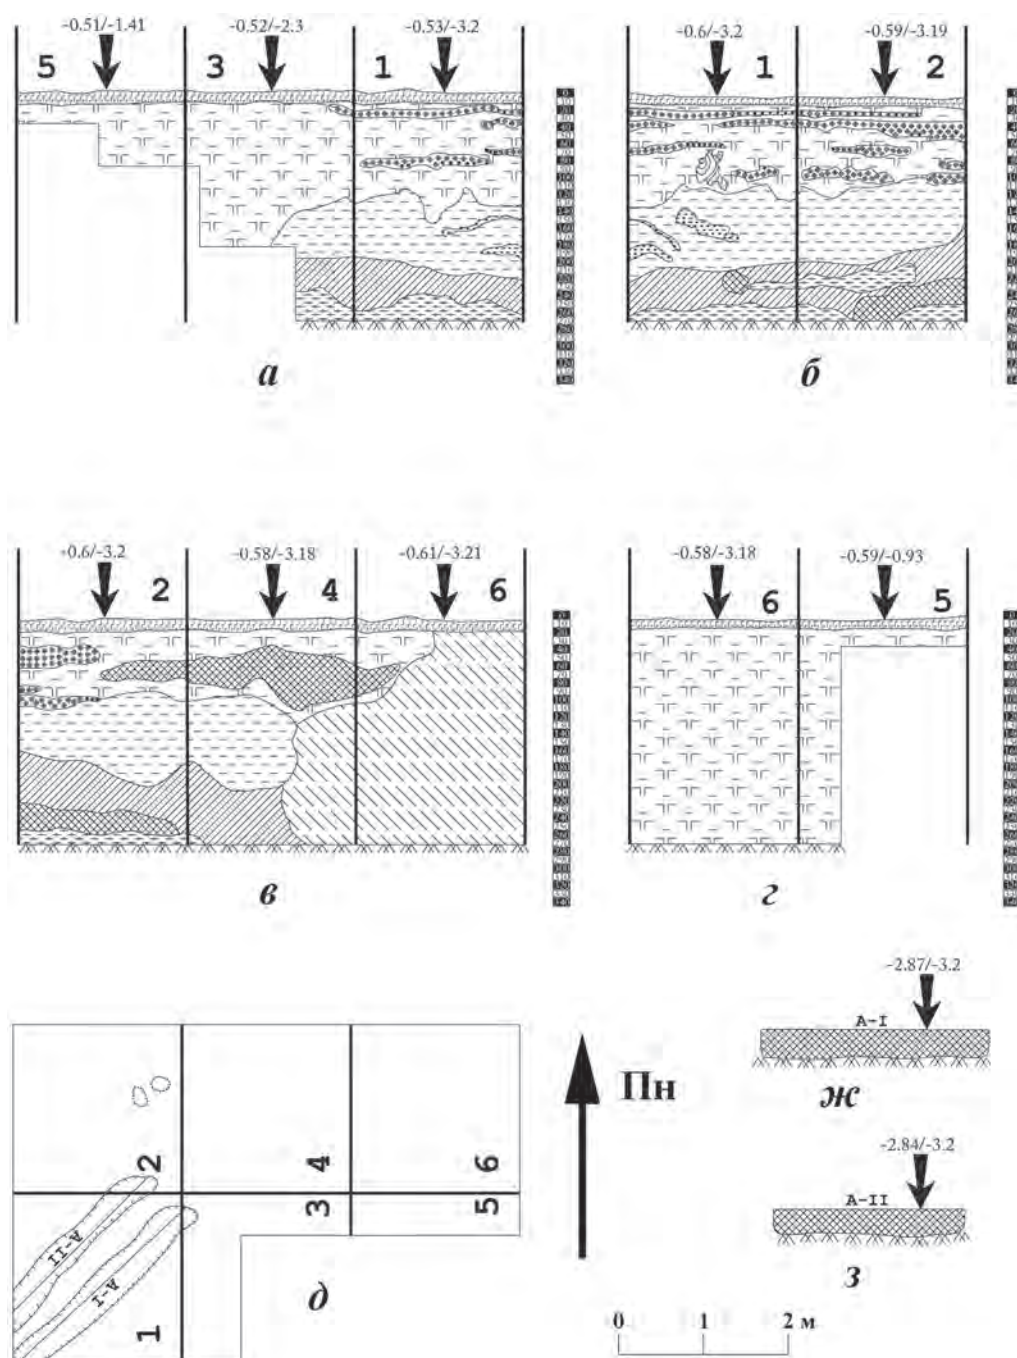 -0.51/-1.41 -0.52/-2.3 -0.53/-3.2
5 3 1
а
-0.6/-3.2 -0.59/-3.19
1 2
б
+0.6/-3.2 -0.58/-3.18 -0.61/-3.21
2 4 6
в
-0.58/-3.18 -0.59/-0.93
6 5
г
2 4 6
3 5
А-II
А-I
1
д
Пн
-2.87/-3.2
А-I
ж
-2.84/-3.2
А-II
з
0 1 2 м